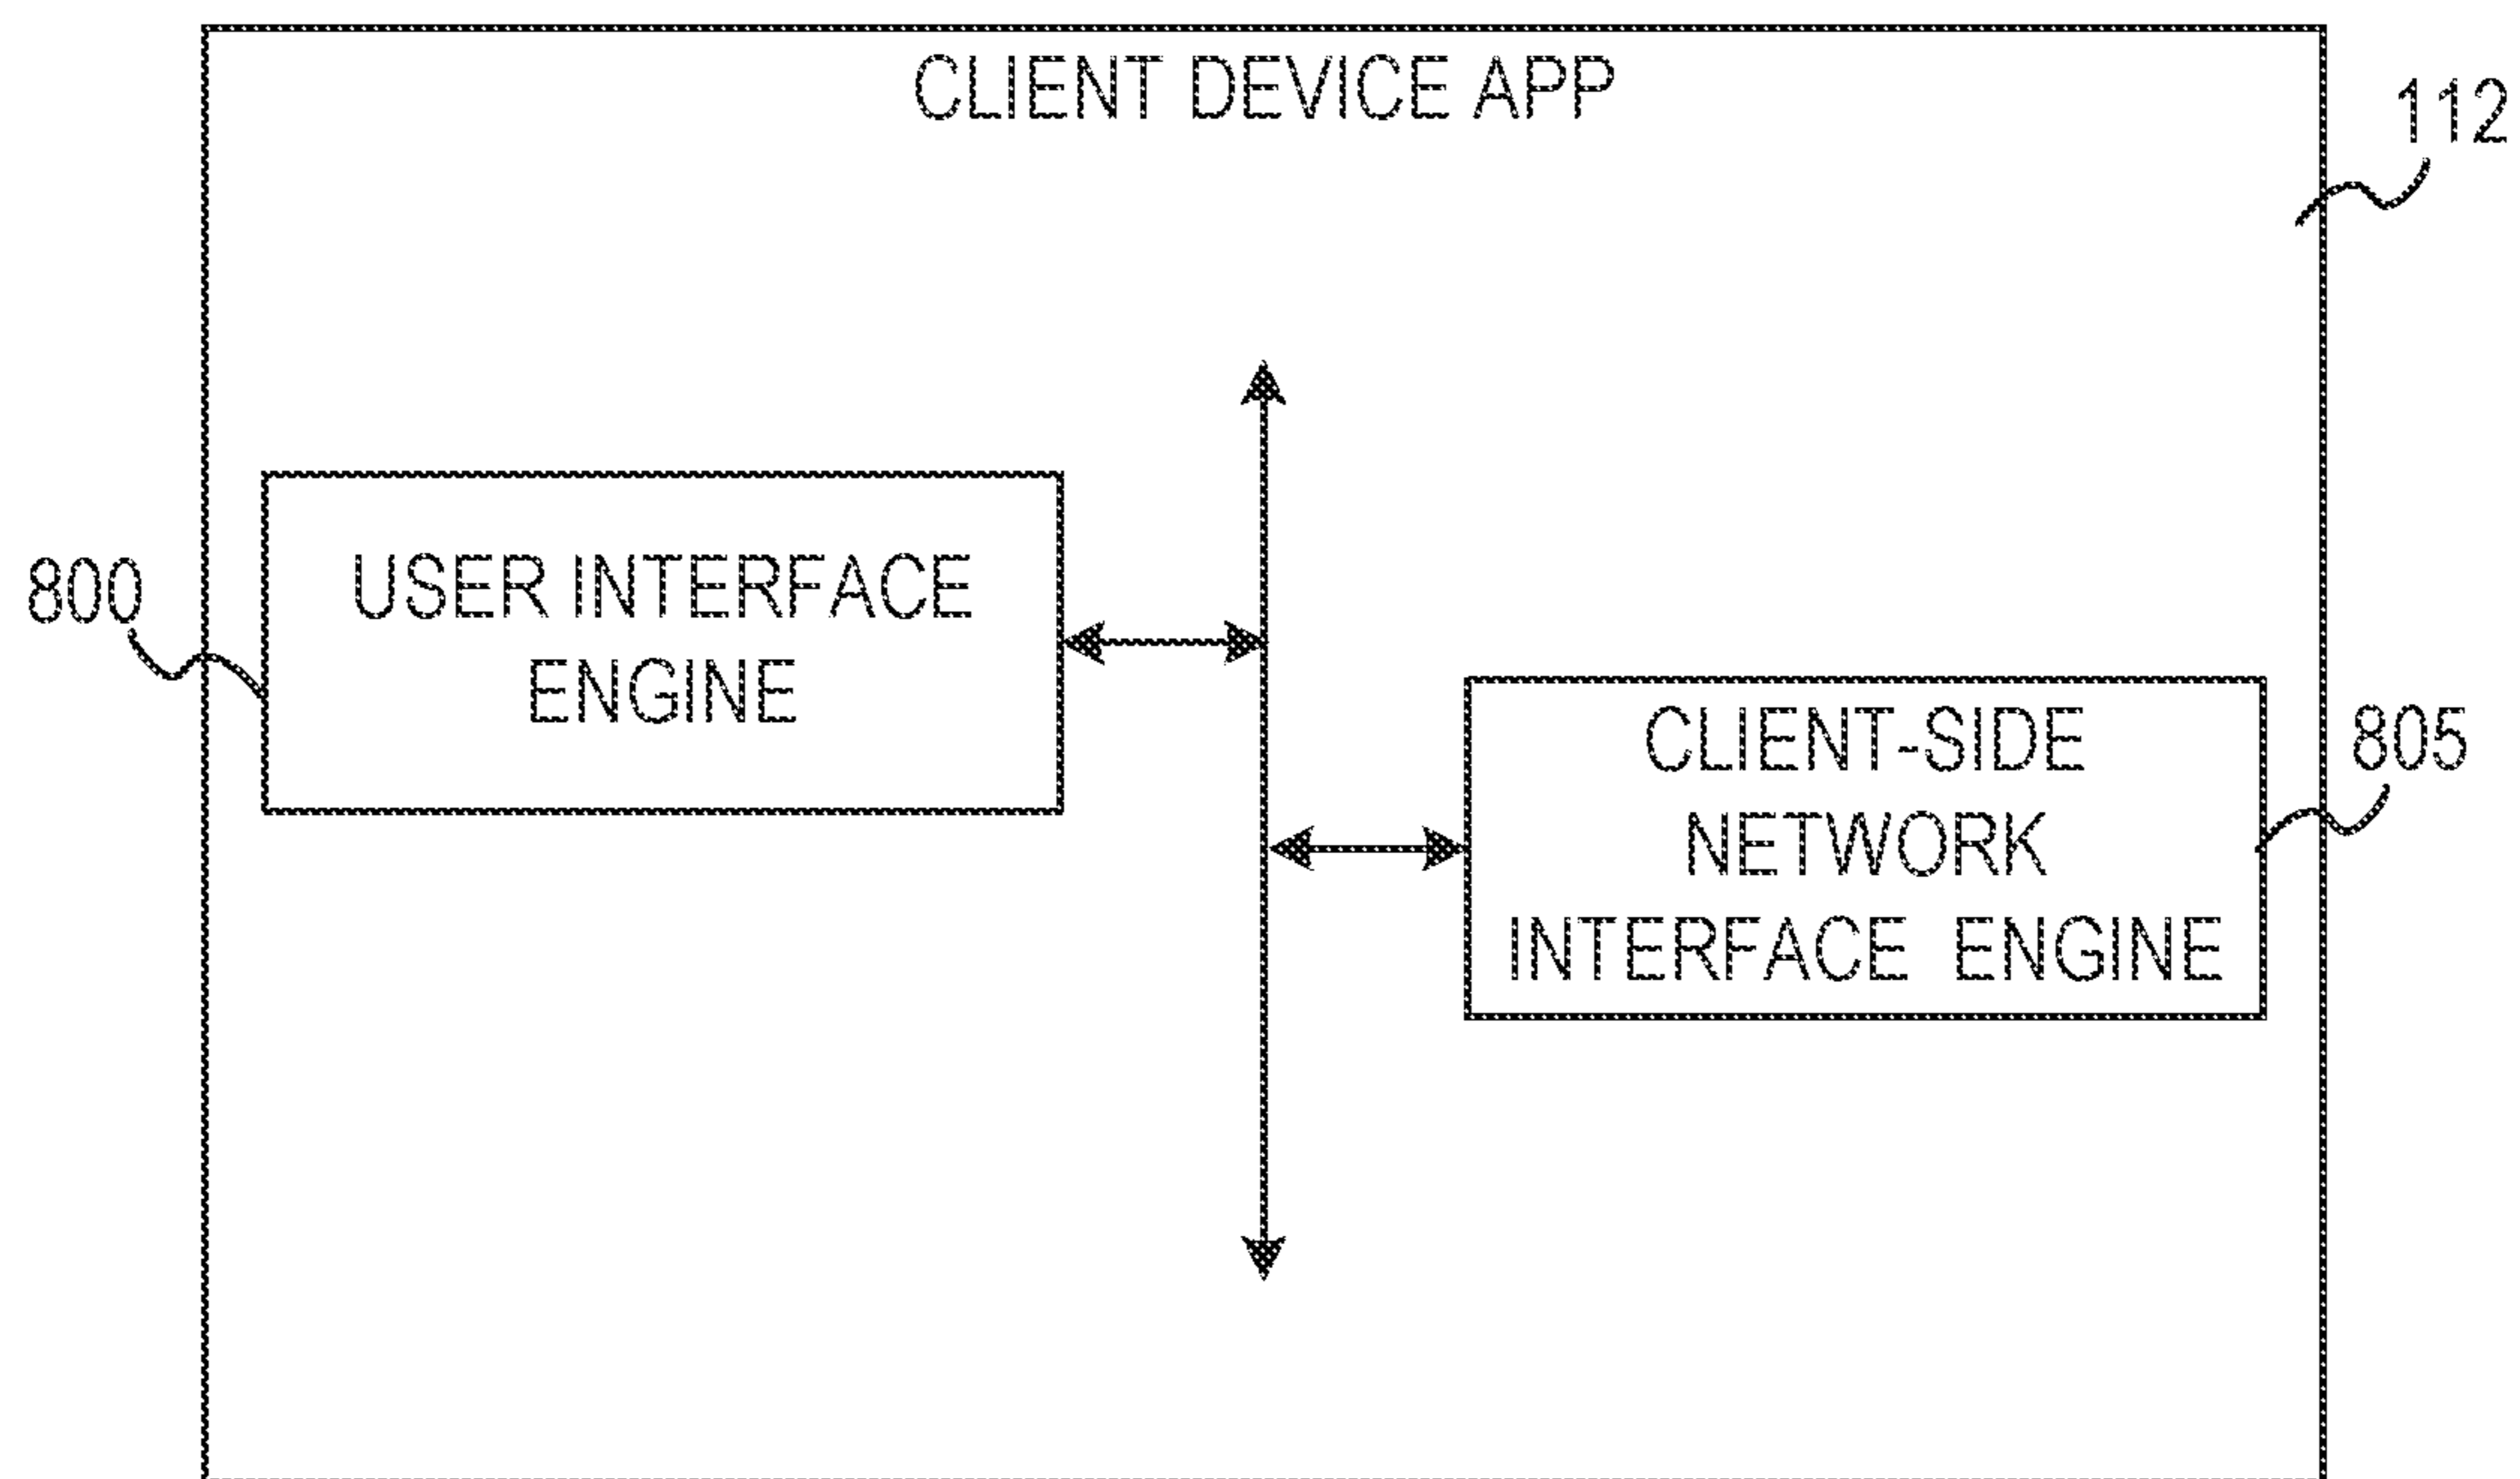 CLIENT DEVICE APP
112
800
USER INTERFACE
ENGINE
CLIENT-SIDE
NETWORK
INTERFACE ENGINE
805